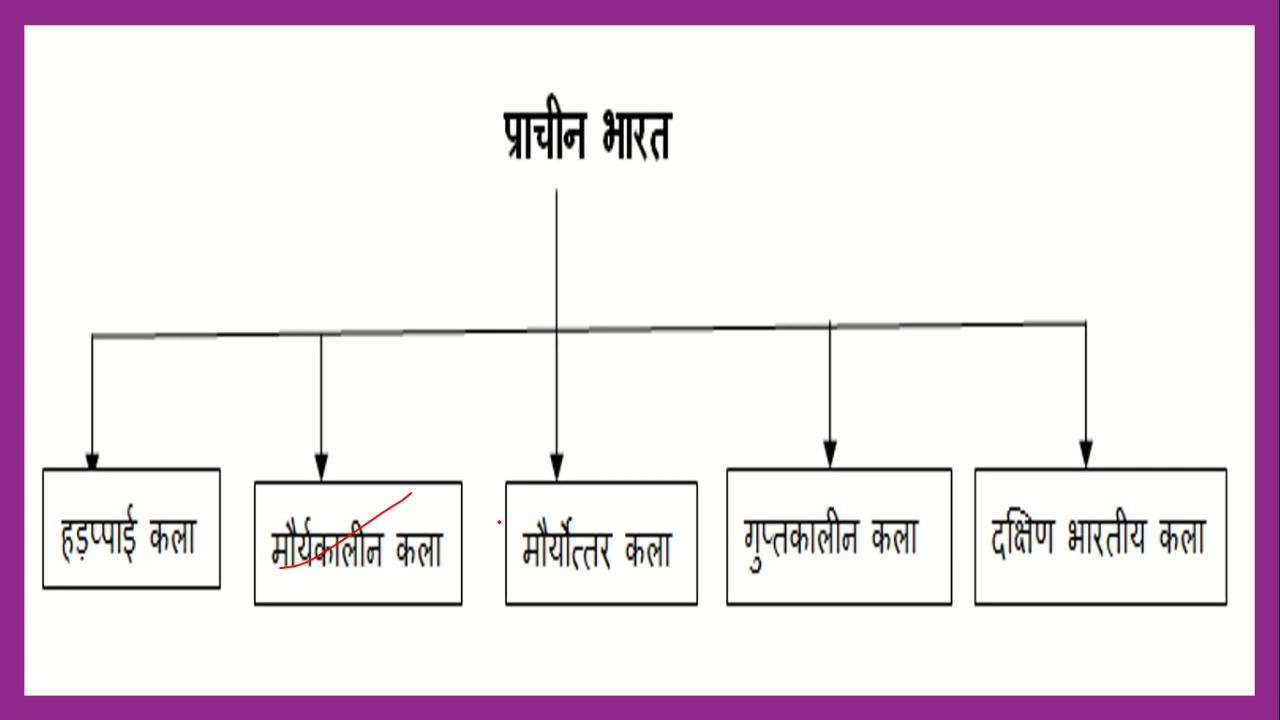 प्राचीन भारत
हड़प्पाई कला
मौर्यकालीन कला
मौर्योत्तर कला
गुप्तकालीन कला
दक्षिण भारतीय कला